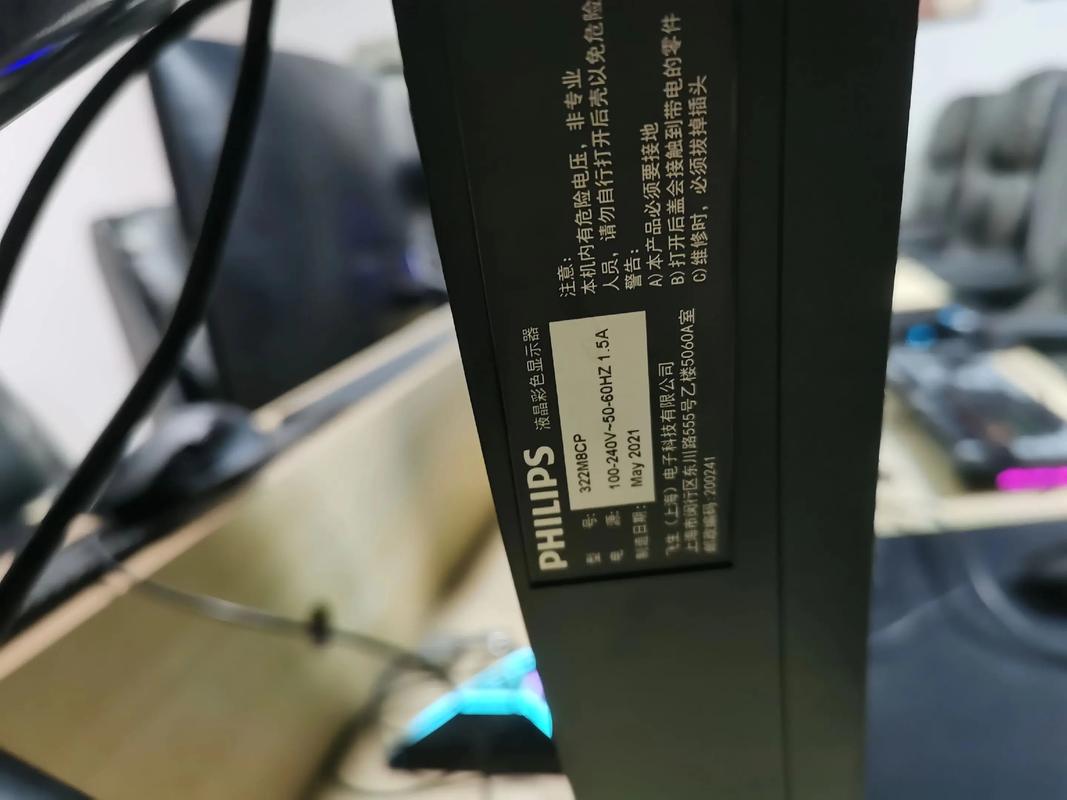 PHILIPS 液晶彩色显示器
型 号: 322M8CP
电 源: 100-240V~50-60HZ 1.5A
制造日期: May 2021
飞生（上海）电子科技有限公司
上海市闵行区东川路555号乙楼5060A室
邮政编码:200241
注意:
本机内有危险电压，非专业
人员，请勿自行打开后壳以免危险
警告:
A) 本产品必须要接地
B) 打开后盖会接触到带电的零件
C) 维修时，必须拔掉插头